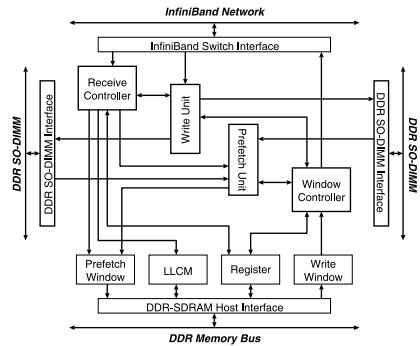 InfiniBand Network
InfiniBand Switch Interface
Receive
Controller
Write Unit
Prefetch Unit
Window
Controller
DDR SO-DIMM
DDR SO-DIMM Interface
DDR SO-DIMM Interface
DDR SO-DIMM
Prefetch
Window
LLCM
Register
Write
Window
DDR-SDRAM Host Interface
DDR Memory Bus